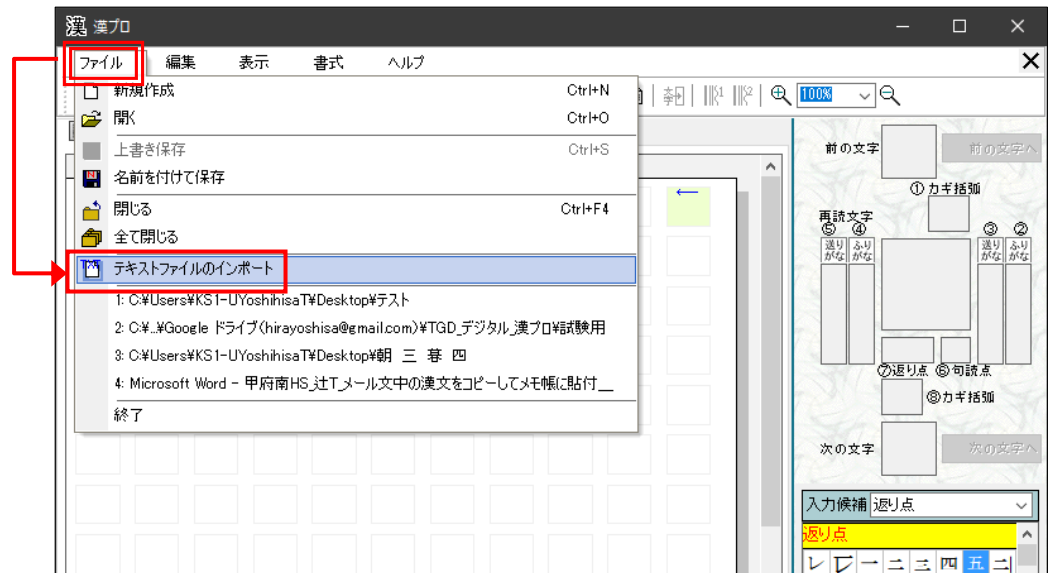 漢 漢プロ
ファイル 編集 表示 書式 ヘルプ
新規作成 Ctrl+N
開く Ctrl+O
上書き保存 Ctrl+S
名前を付けて保存
閉じる Ctrl+F4
全て閉じる
テキストファイルのインポート
1: C:¥Users¥KS1-UYoshihisaT¥Desktop¥テスト
2: C:¥...¥Google ドライブ(hirayoshisa@gmail.com)¥TGD_デジタル_漢プロ¥試験用
3: C:¥Users¥KS1-UYoshihisaT¥Desktop¥朝 三 暮 四
4: Microsoft Word - 甲府南HS_辻T_メール文中の漢文をコピーしてメモ帳に貼付__
終了
100%
←
前の文字 前の文字へ
①カギ括弧
再読文字
⑤ ④ ③ ②
送りがな ふりがな 送りがな ふりがな
⑦返り点 ⑥句読点
⑧カギ括弧
次の文字 次の文字へ
入力候補 返り点
返り点
レ 一 二 三 四 五